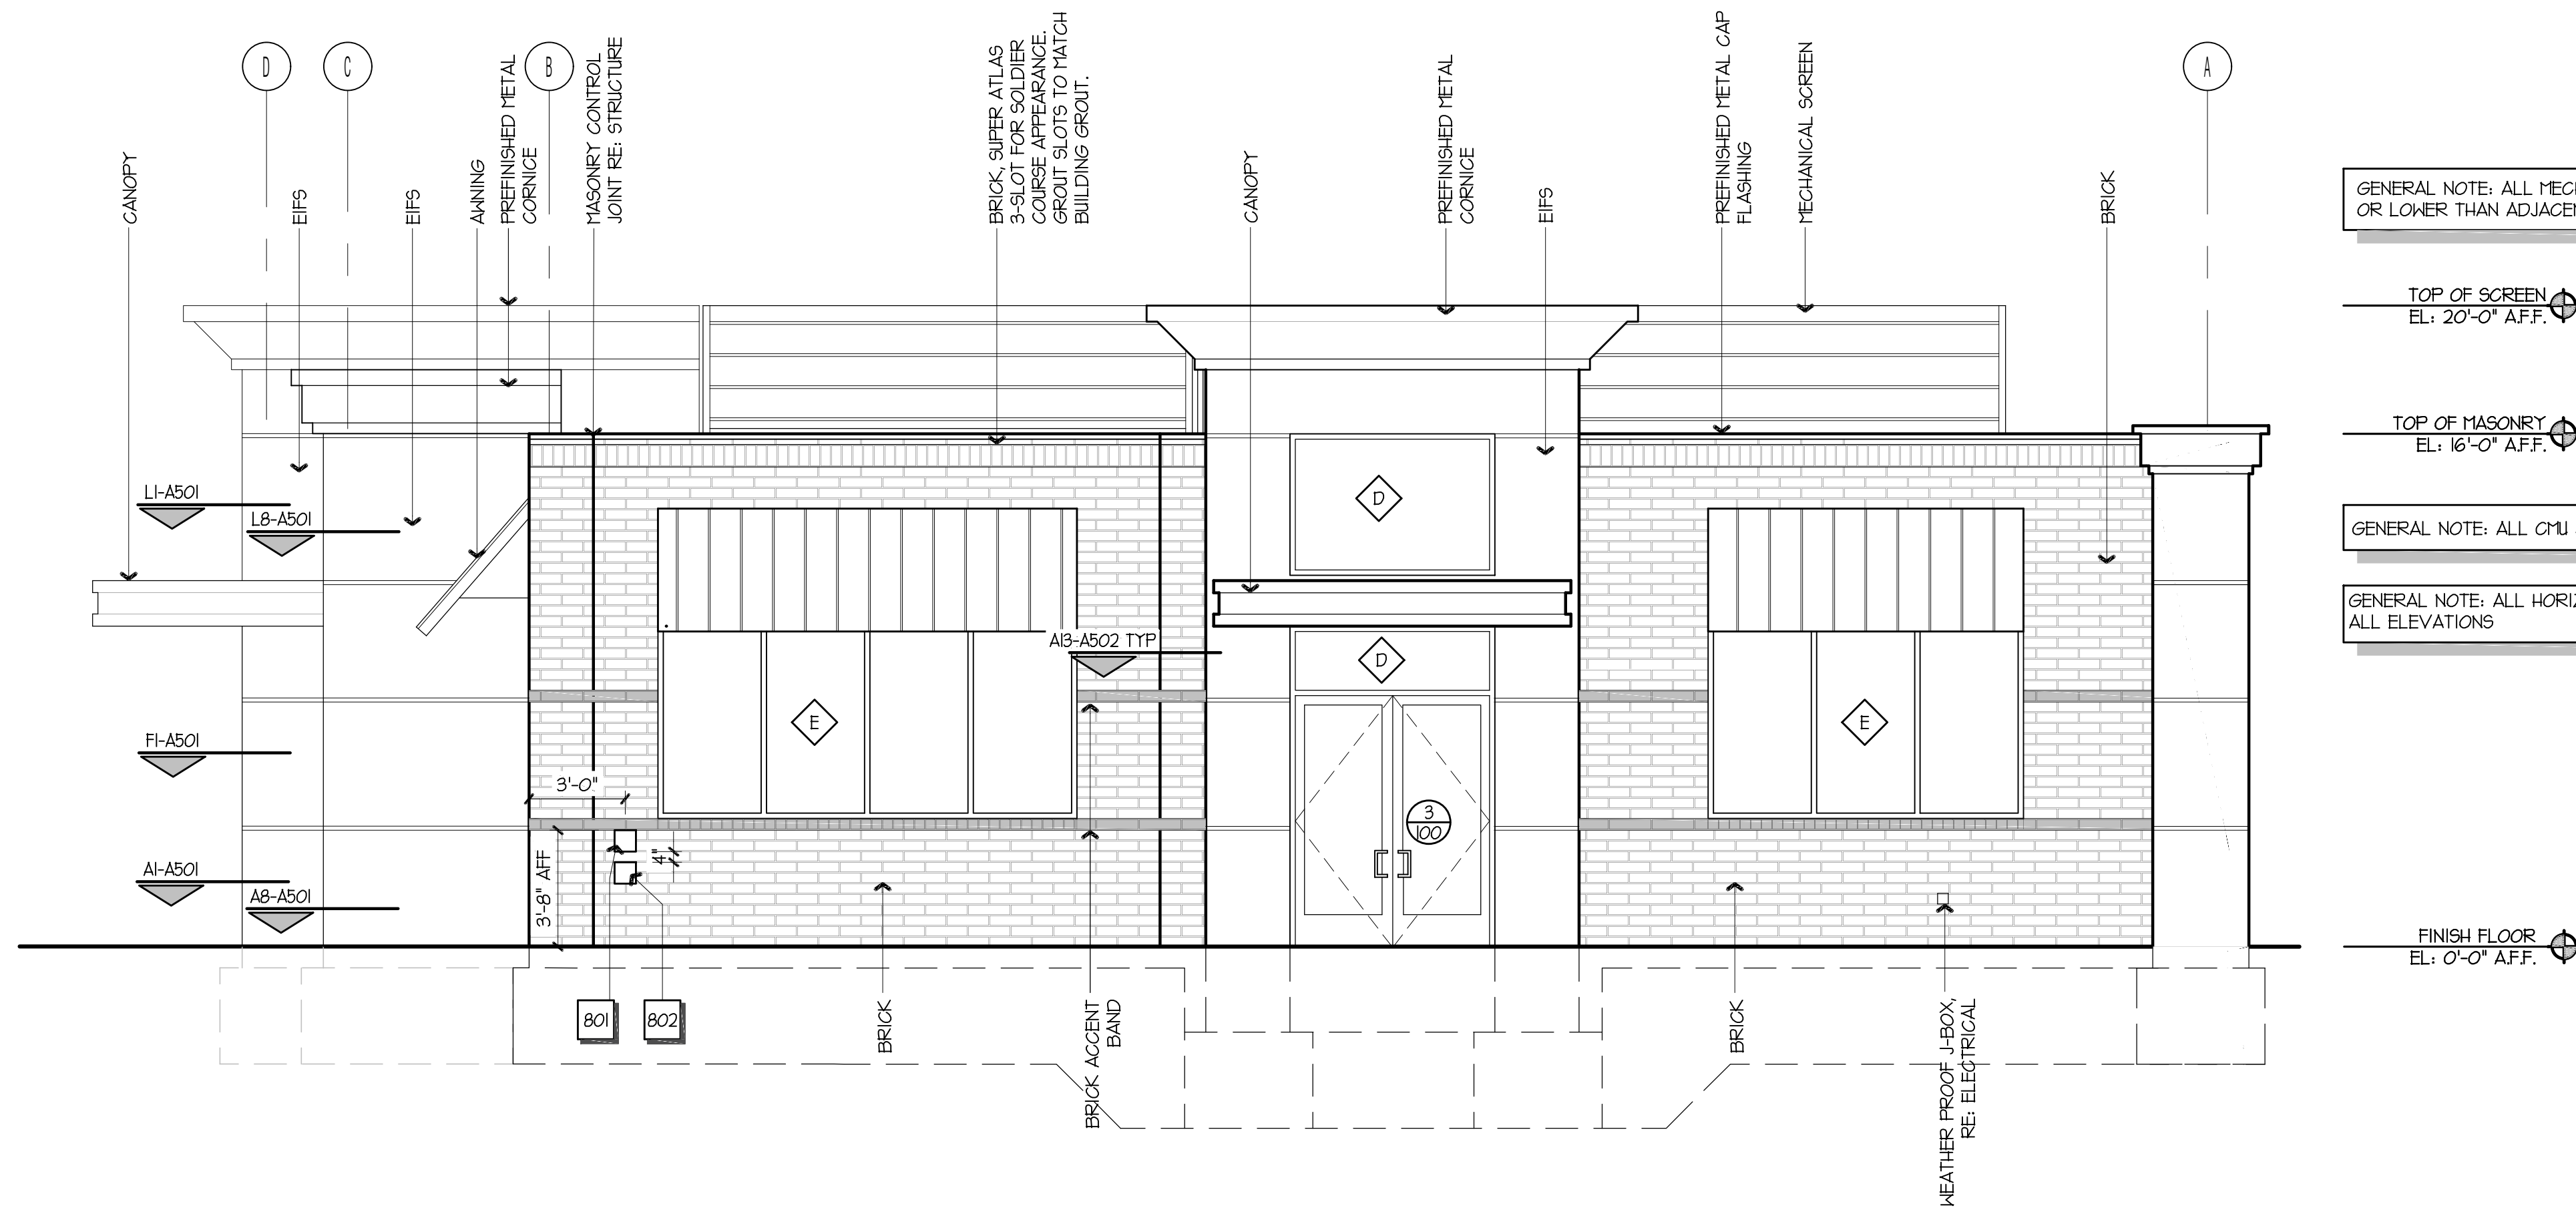 D
C
B
A
CANOPY
EIFS
EIFS
AWNING
PREFINISHED METAL
CORNICE
MASONRY CONTROL
JOINT RE: STRUCTURE
BRICK, SUPER ATLAS
3-SLOT FOR SOLDIER
COURSE APPEARANCE.
GROUT SLOTS TO MATCH
BUILDING GROUT.
CANOPY
PREFINISHED METAL
CORNICE
EIFS
PREFINISHED METAL CAP
FLASHING
MECHANICAL SCREEN
BRICK
GENERAL NOTE: ALL MEC
OR LOWER THAN ADJACE
TOP OF SCREEN
EL: 20'-0" A.F.F.
TOP OF MASONRY
EL: 16'-0" A.F.F.
GENERAL NOTE: ALL CMU
GENERAL NOTE: ALL HORI
ALL ELEVATIONS
L1-A501
L8-A501
D
A13-A502 TYP
D
E
E
F1-A501
3'-0"
3
100
4"
3'-8" AFF
A1-A501
A8-A501
FINISH FLOOR
EL: 0'-0" A.F.F.
801
802
BRICK
BRICK ACCENT
BAND
BRICK
WEATHER PROOF J-BOX,
RE: ELECTRICAL